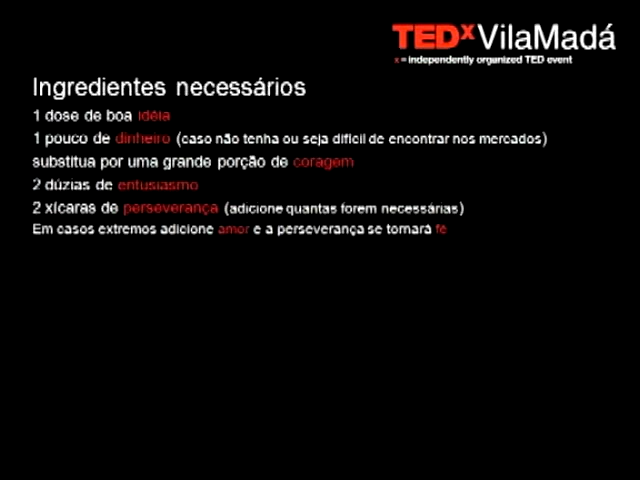 TEDxVilaMadá
x = independently organized TED event
Ingredientes necessários
1 dose de boa idéia
1 pouco de dinheiro (caso não tenha ou seja difícil de encontrar nos mercados)
substitua por uma grande porção de coragem
2 dúzias de entusiasmo
2 xícaras de perseverança (adicione quantas forem necessárias)
Em casos extremos adicione amor e a perseverança se tornará fé